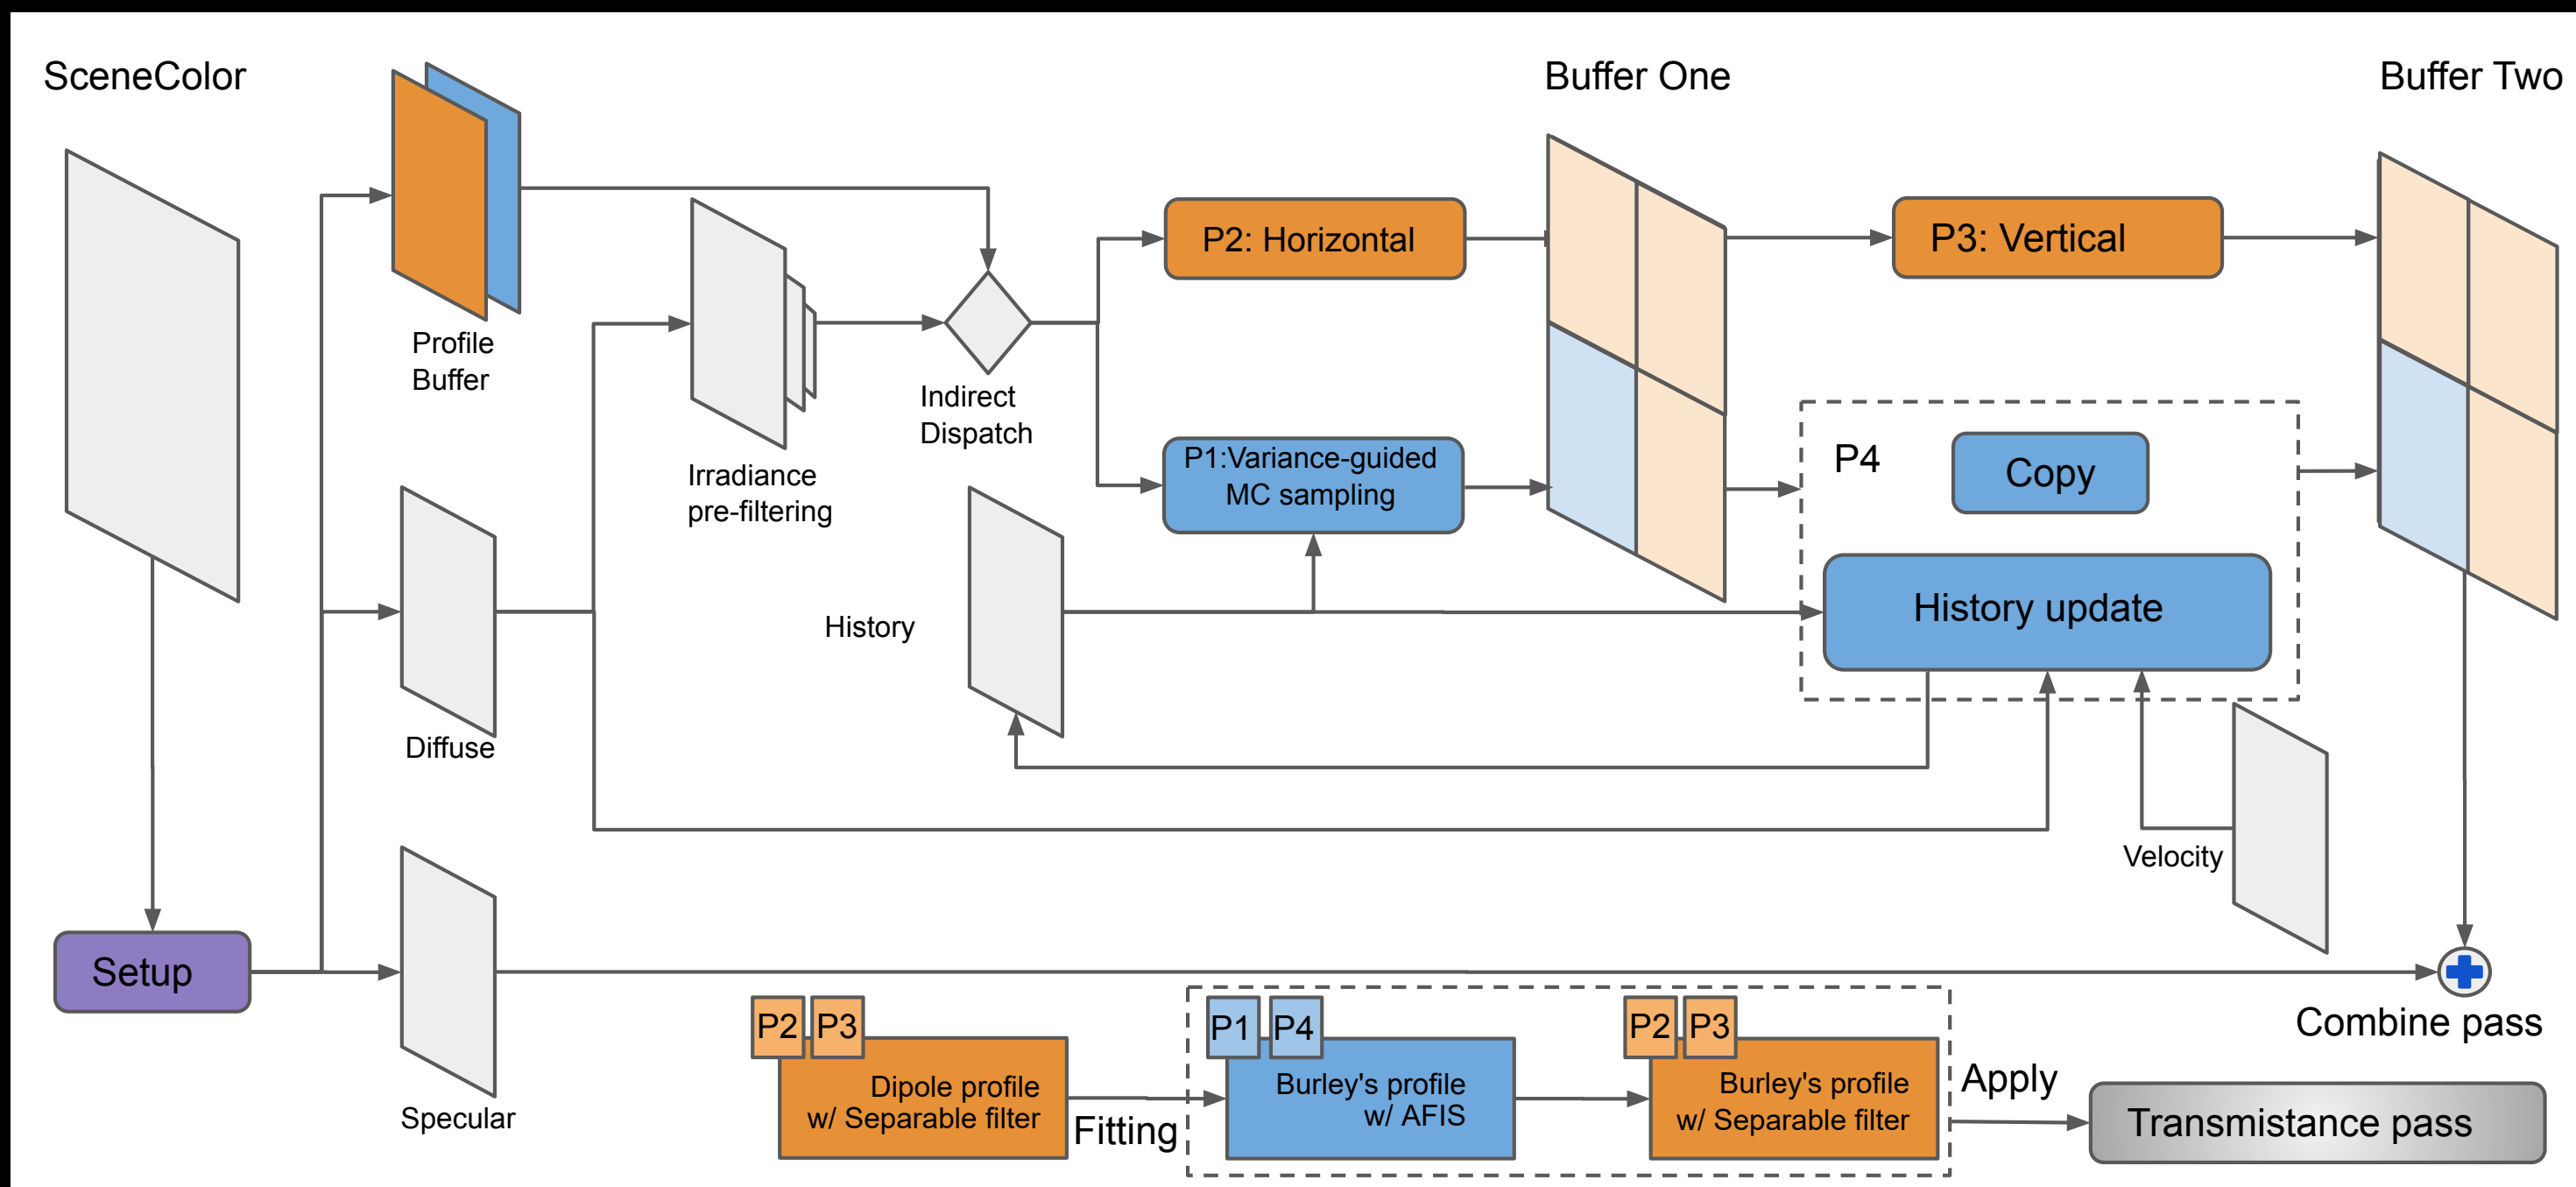 SceneColor
Buffer One
Buffer Two
Profile
Buffer
P2: Horizontal
P3: Vertical
Indirect
Dispatch
Irradiance
pre-filtering
P1:Variance-guided
MC sampling
P4
Copy
History
History update
Diffuse
Velocity
Setup
Specular
Combine pass
P2
P3
Dipole profile
w/ Separable filter
Fitting
P1
P4
Burley's profile
w/ AFIS
P2
P3
Burley's profile
w/ Separable filter
Apply
Transmistance pass